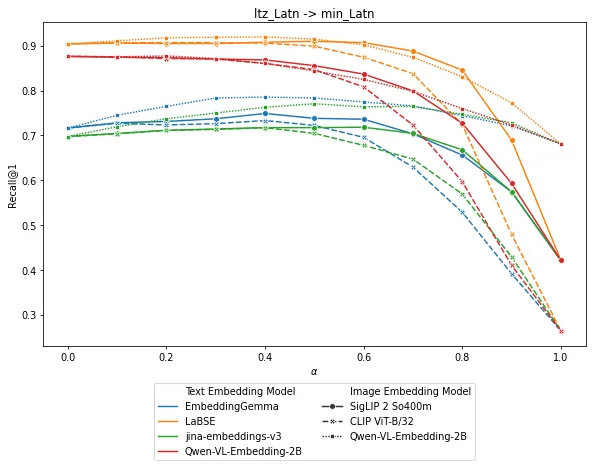 ltz_Latn -> min_Latn
Recall@1
0.9
0.8
0.7
0.6
0.5
0.4
0.3
0.0
0.2
0.4
0.6
0.8
1.0
α
Text Embedding Model
EmbeddingGemma
LaBSE
jina-embeddings-v3
Qwen-VL-Embedding-2B
Image Embedding Model
SigLIP 2 So400m
CLIP ViT-B/32
Qwen-VL-Embedding-2B